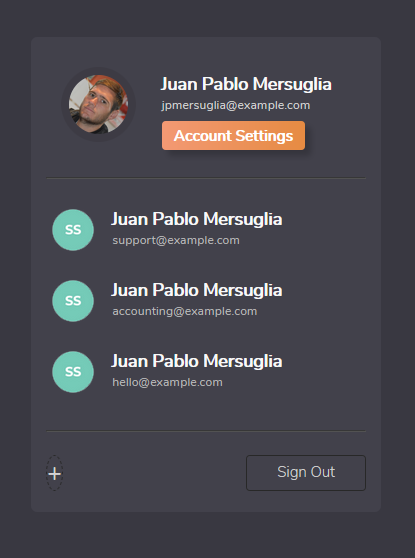 Juan Pablo Mersuglia
jpmersuglia@example.com
Account Settings
SS
Juan Pablo Mersuglia
support@example.com
SS
Juan Pablo Mersuglia
accounting@example.com
SS
Juan Pablo Mersuglia
hello@example.com
+
Sign Out